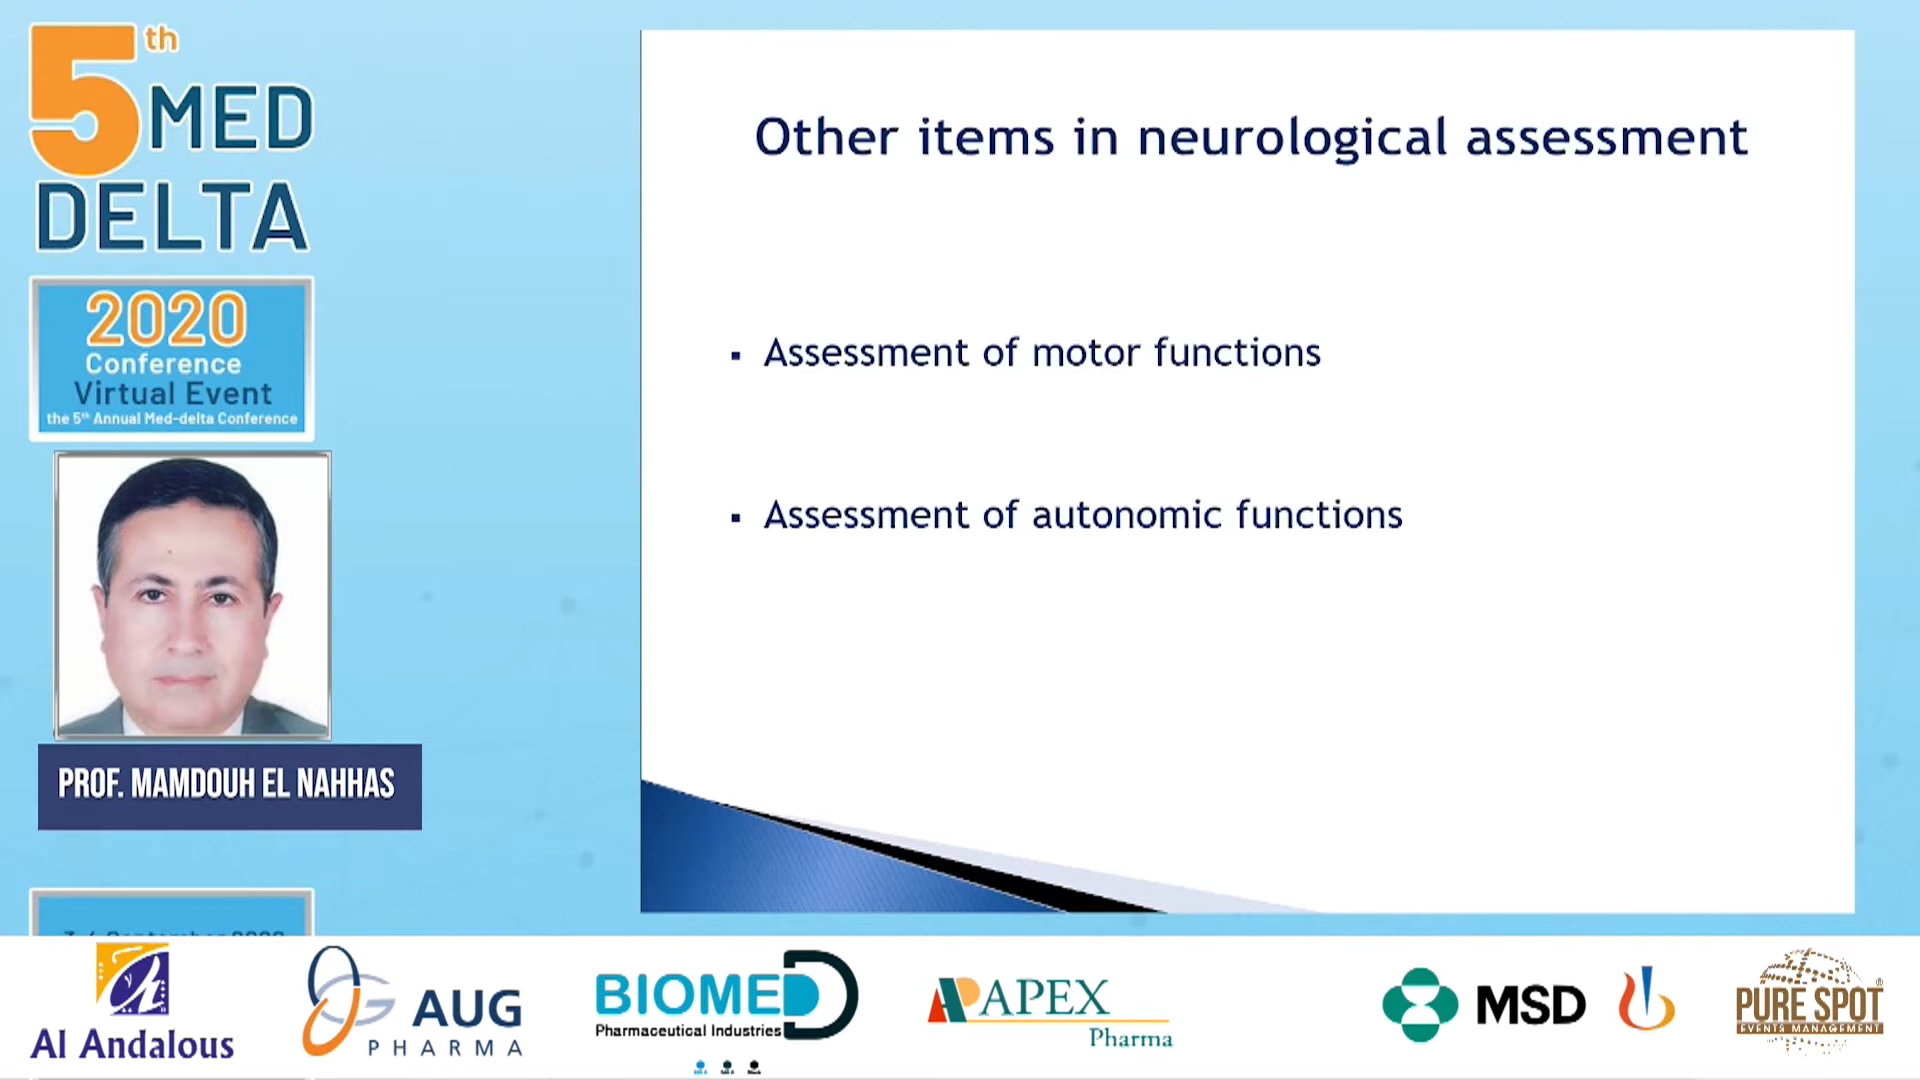 5th
MED
DELTA
2020
Conference
Virtual Event
the 5th Annual Med-delta Conference
PROF. MAMDOUH EL NAHHAS
Other items in neurological assessment
▪ Assessment of motor functions
▪ Assessment of autonomic functions
Al Andalous
AUG
PHARMA
BIOMED
Pharmaceutical Industries
APEX
Pharma
MSD
PURE SPOT
EVENTS MANAGEMENT